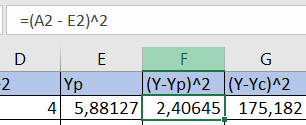 =(A2 - E2)^2
D E F G
^2 Yp (Y-Yp)^2 (Y-Yc)^2
4 5,88127 2,40645 175,182